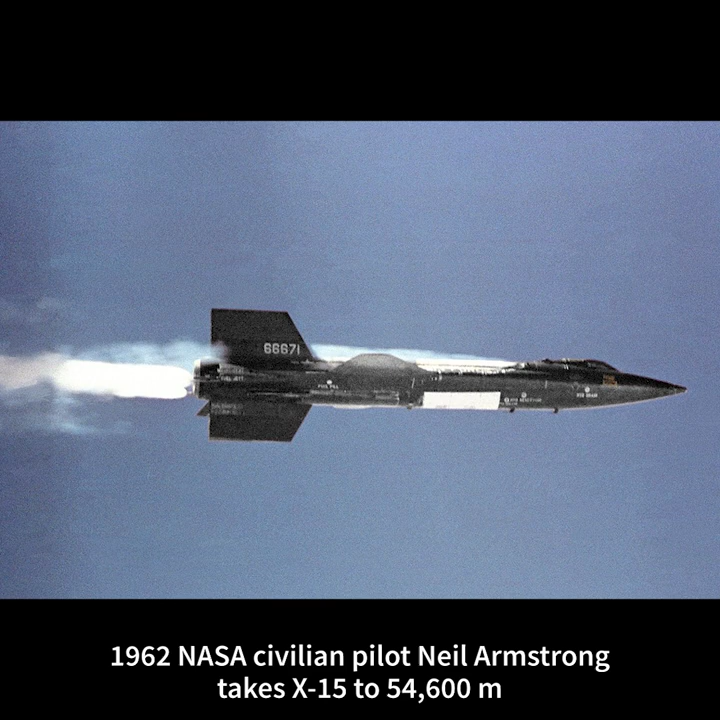 66671
1962 NASA civilian pilot Neil Armstrong
takes X-15 to 54,600 m